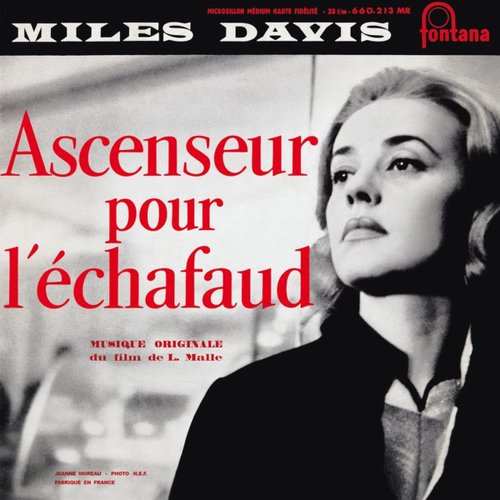 MICROSILLON MÉDIUM HAUTE FIDÉLITÉ - 33 t/m - 660.213 MR
MILES DAVIS
fontana
Ascenseur
pour
l'échafaud
MUSIQUE ORIGINALE
du film de L. Malle
JEANNE MOREAU - PHOTO N.E.F.
FABRIQUÉ EN FRANCE